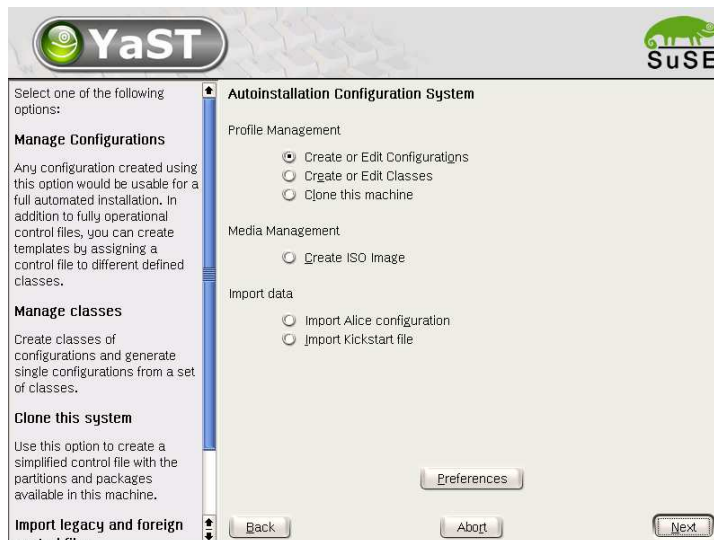 YaST
SuSE
Select one of the following
options:
Manage Configurations
Any configuration created using
this option would be usable for a
full automated installation. In
addition to fully operational
control files, you can create
templates by assigning a
control file to different defined
classes.
Manage classes
Create classes of
configurations and generate
single configurations from a set
of classes.
Clone this system
Use this option to create a
simplified control file with the
partitions and packages
available in this machine.
Import legacy and foreign
Autoinstallation Configuration System
Profile Management
Create or Edit Configurations
Create or Edit Classes
Clone this machine
Media Management
Create ISO Image
Import data
Import Alice configuration
Import Kickstart file
Preferences
Back
Abort
Next